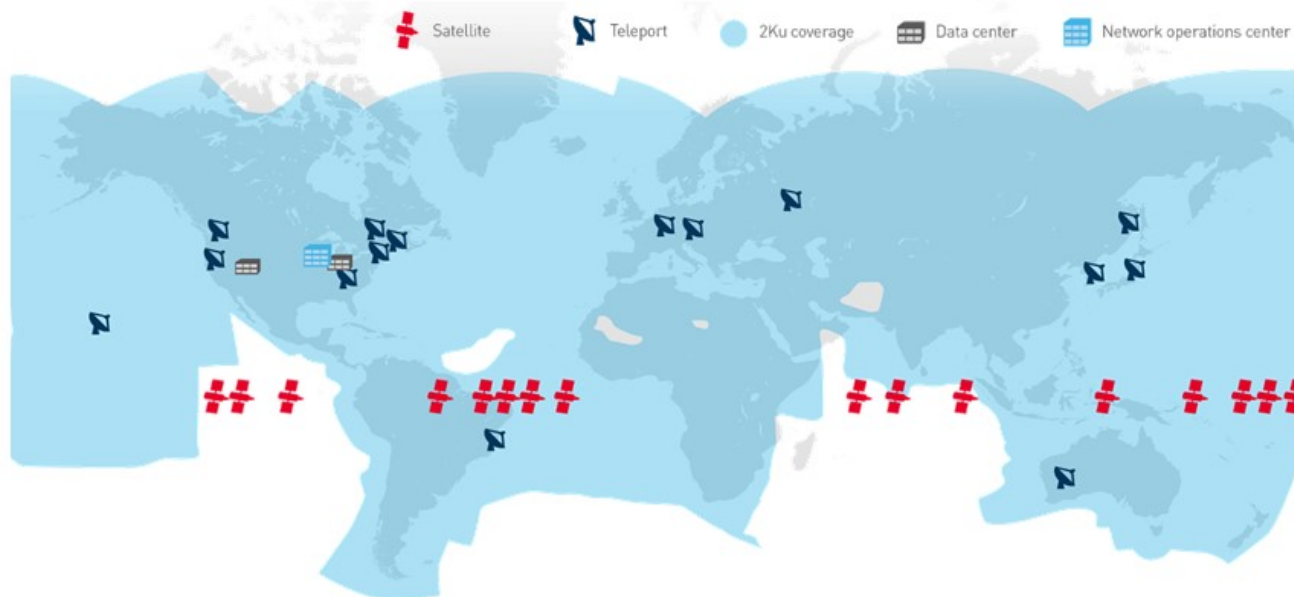 Satellite
Teleport
2Ku coverage
Data center
Network operations center